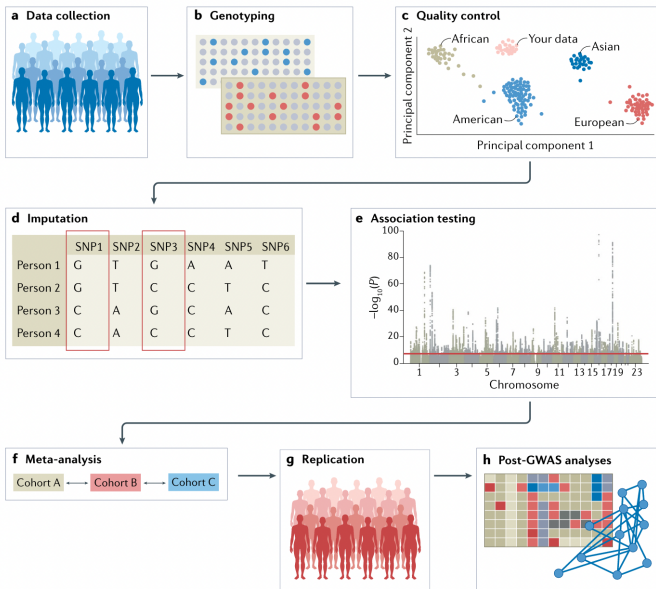 a Data collection
b Genotyping
c Quality control
Principal component 2
African
Your data
Asian
American
European
Principal component 1
d Imputation
SNP1 SNP2 SNP3 SNP4 SNP5 SNP6
Person 1 G T G A A T
Person 2 G T C C T C
Person 3 C A G C A C
Person 4 C A C C T C
e Association testing
–log10(P)
100
80
60
40
20
0
1 3 5 7 9 11 13 15 17 19 23
Chromosome
f Meta-analysis
Cohort A Cohort B Cohort C
g Replication
h Post-GWAS analyses